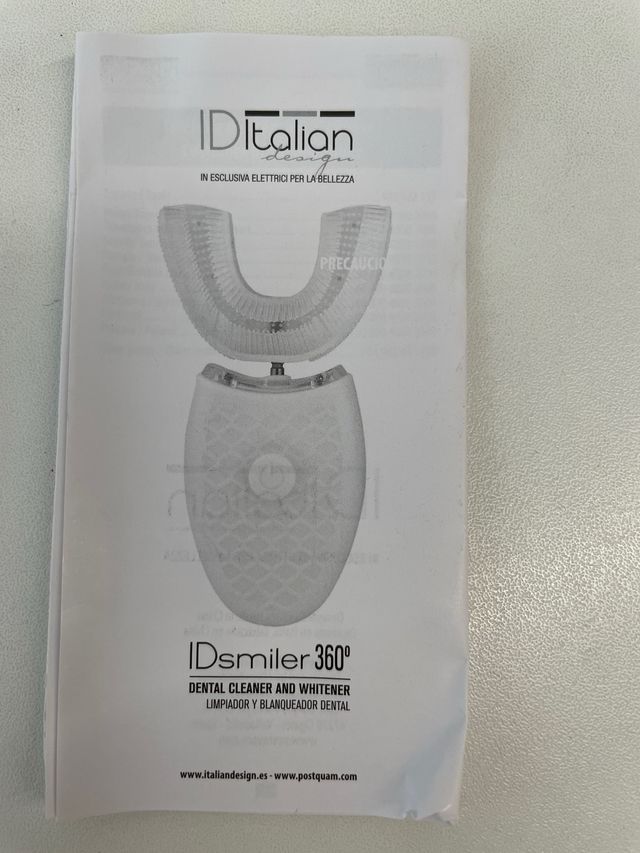 IDItalian
design
IN ESCLUSIVA ELETTRICI PER LA BELLEZZA
PRECAUCIO
IDsmiler 360º
DENTAL CLEANER AND WHITENER
LIMPIADOR Y BLANQUEADOR DENTAL
www.italiandesign.es - www.postquam.com